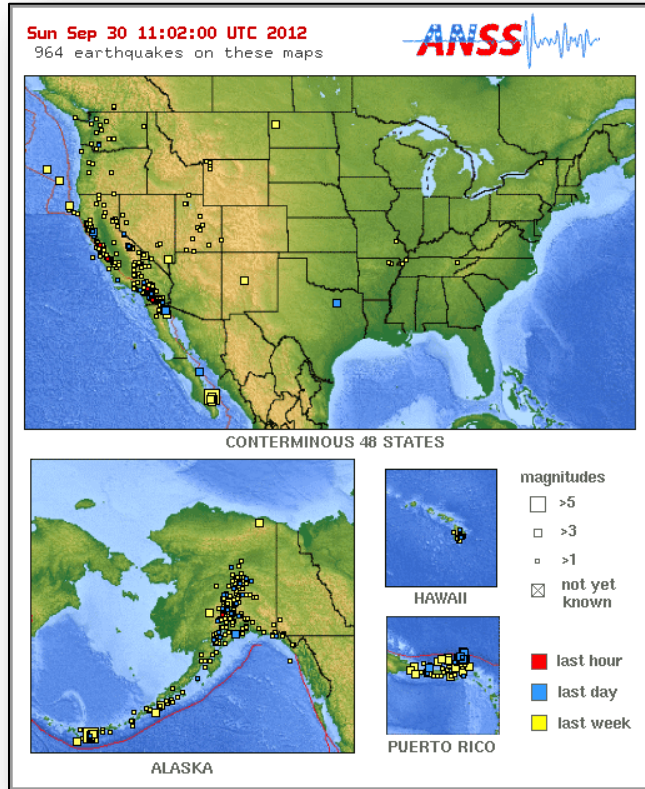 Sun Sep 30 11:02:00 UTC 2012
964 earthquakes on these maps
ANSS
CONTERMINOUS 48 STATES
ALASKA
HAWAII
PUERTO RICO
magnitudes
>5
>3
>1
not yet
known
last hour
last day
last week